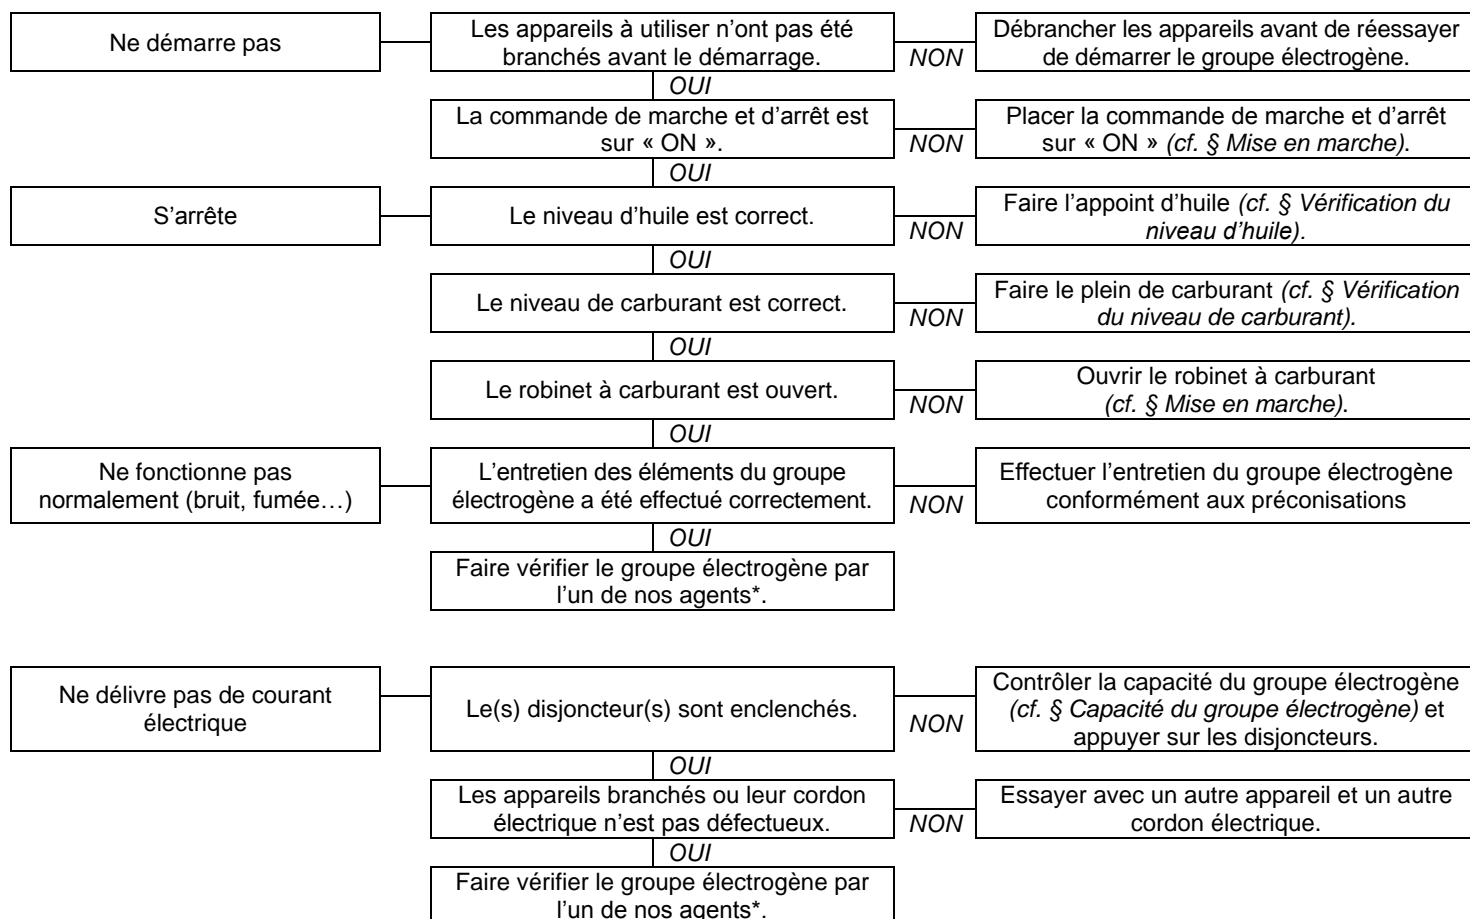 Ne démarre pas
Les appareils à utiliser n'ont pas été
branchés avant le démarrage.
NON
Débrancher les appareils avant de réessayer
de démarrer le groupe électrogène.
OUI
La commande de marche et d'arrêt est
sur « ON ».
NON
Placer la commande de marche et d'arrêt
sur « ON » (cf. § Mise en marche).
OUI
S'arrête
Le niveau d'huile est correct.
NON
Faire l'appoint d'huile (cf. § Vérification du
niveau d'huile).
OUI
Le niveau de carburant est correct.
NON
Faire le plein de carburant (cf. § Vérification
du niveau de carburant).
OUI
Le robinet à carburant est ouvert.
NON
Ouvrir le robinet à carburant
(cf. § Mise en marche).
OUI
Ne fonctionne pas
normalement (bruit, fumée…)
L'entretien des éléments du groupe
électrogène a été effectué correctement.
NON
Effectuer l'entretien du groupe électrogène
conformément aux préconisations
OUI
Faire vérifier le groupe électrogène par
l'un de nos agents*.
Ne délivre pas de courant
électrique
Le(s) disjoncteur(s) sont enclenchés.
NON
Contrôler la capacité du groupe électrogène
(cf. § Capacité du groupe électrogène) et
appuyer sur les disjoncteurs.
OUI
Les appareils branchés ou leur cordon
électrique n'est pas défectueux.
NON
Essayer avec un autre appareil et un autre
cordon électrique.
OUI
Faire vérifier le groupe électrogène par
l'un de nos agents*.